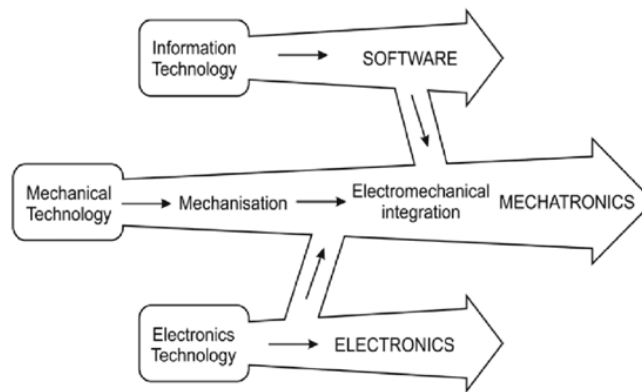 Information
Technology
SOFTWARE
Mechanical
Technology
Mechanisation
Electromechanical
integration
MECHATRONICS
Electronics
Technology
ELECTRONICS